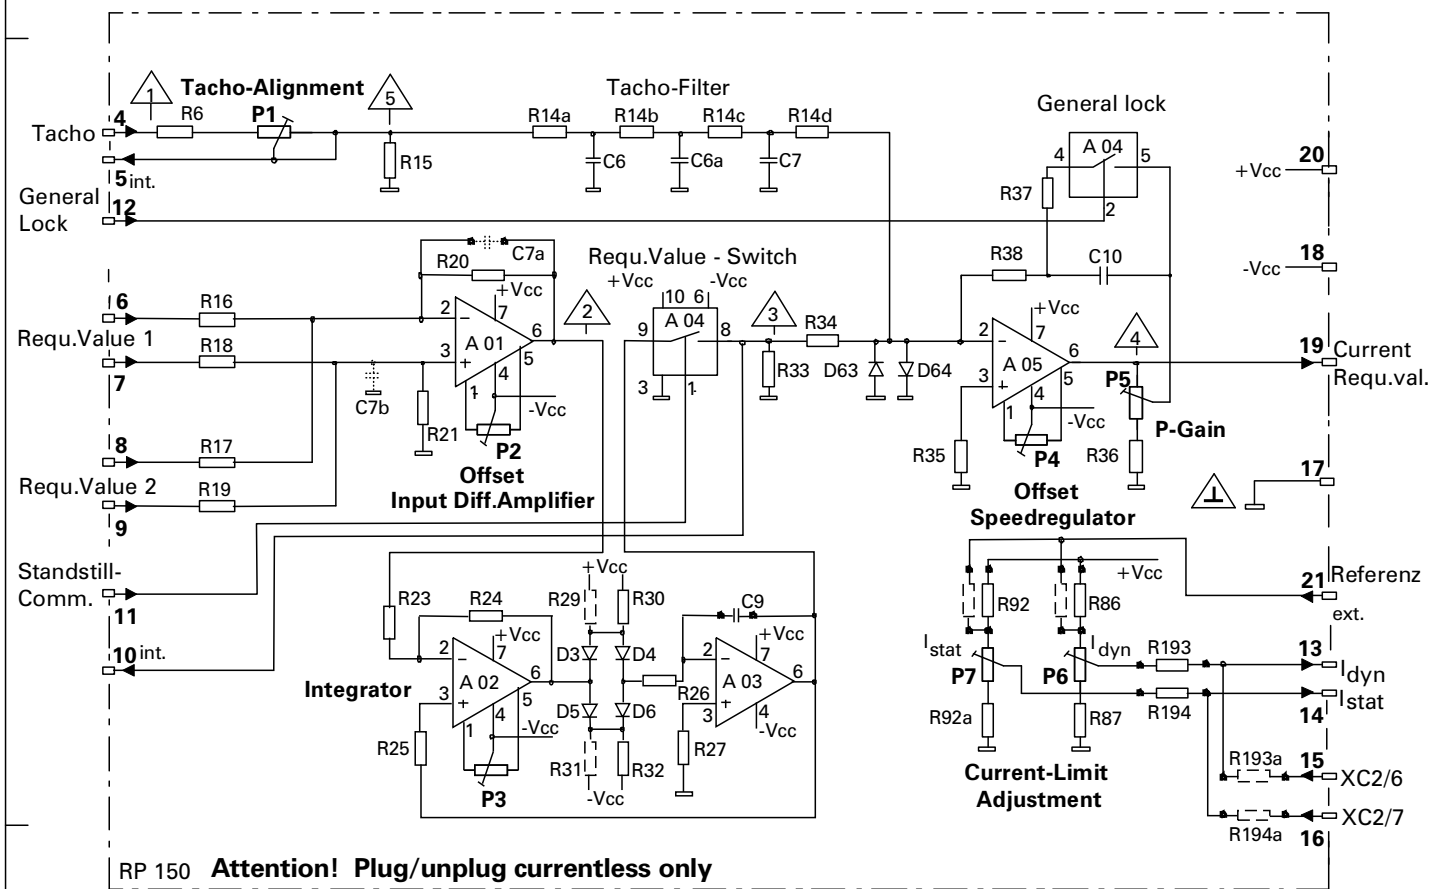 Tacho-Alignment
Tacho-Filter
General lock
1
5
4
R6
P1
R14a
R14b
R14c
R14d
Tacho
A 04
4
5
20
C6
C6a
C7
R15
+Vcc
5 int.
R37
General
Lock
12
2
18
C7a
R20
Requ.Value - Switch
R38
C10
-Vcc
+Vcc
-Vcc
6
R16
+Vcc
10
6
2
3
+Vcc
4
2
−
7
A 04
R34
2
−
7
Requ.Value 1
6
9
8
6
19
Current
R18
A 01
A 05
Requ.val.
3
+
5
R33
D63
D64
3
+
5
P5
7
4
3
1
4
C7b
1
-Vcc
1
-Vcc
P-Gain
8
R17
R21
P2
R35
P4
R36
17
Offset
Input Diff.Amplifier
Offset
Speedregulator
Requ.Value 2
R19
9
Standstill-
Comm.
11
+Vcc
+Vcc
21
Referenz
ext.
R23
R24
R29
R30
C9
R92
R86
+Vcc
+Vcc
10 int.
2
−
7
D3
D4
2
−
7
Istat
Idyn
R193
13
Idyn
Integrator
A 02
6
A 03
6
P7
P6
3
+
5
D5
D6
R26
3
+
R92a
R87
R194
Istat
14
4
4
1
-Vcc
-Vcc
R25
R31
R32
R27
P3
-Vcc
Current-Limit
Adjustment
R193a
15
XC2/6
XC2/7
R194a
16
RP 150 Attention! Plug/unplug currentless only